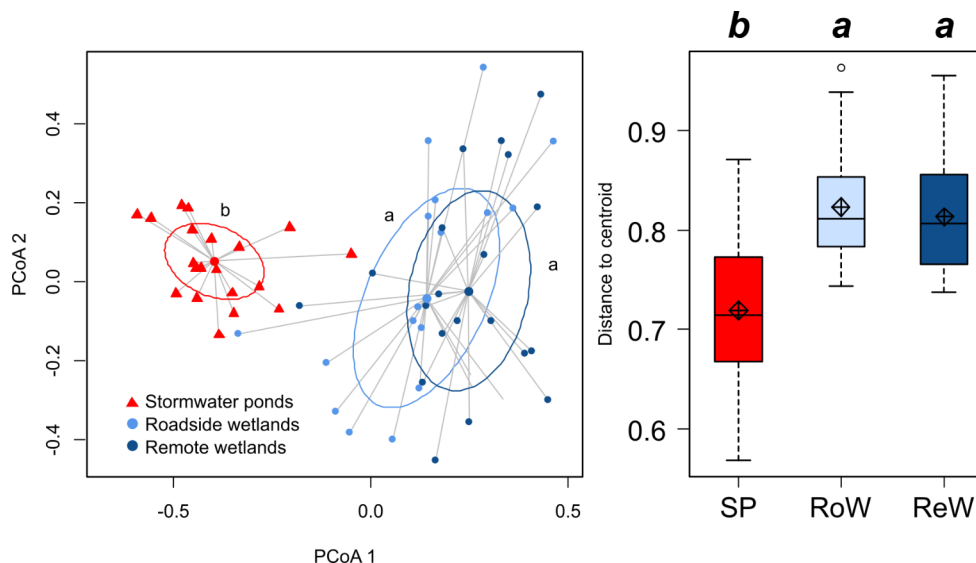 b a a
PCoA 2
0.4
0.2
0.0
-0.2
-0.4
b
a
a
Stormwater ponds
Roadside wetlands
Remote wetlands
-0.5 0.0 0.5
PCoA 1
Distance to centroid
0.9
0.8
0.7
0.6
SP RoW ReW